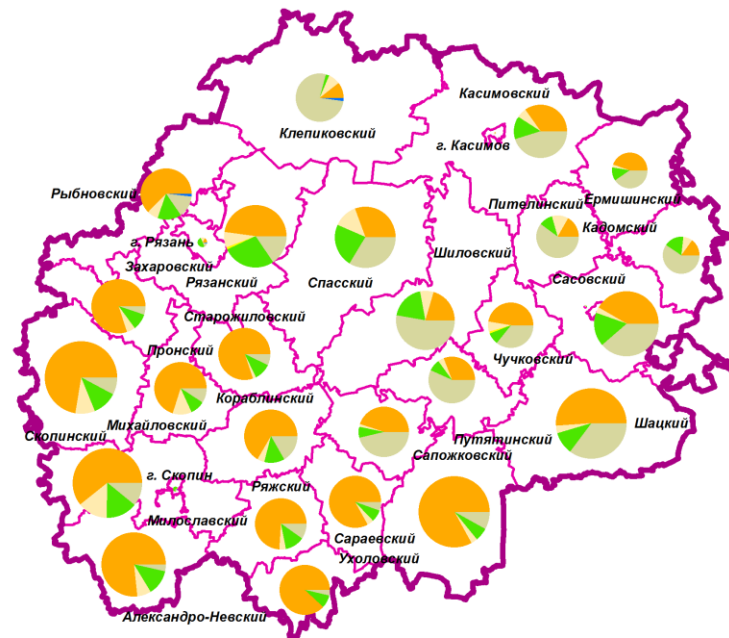 Касимовский
Клепиковский
г. Касимов
Рыбновский
Ермишинский
Пителинский
Кадомский
г. Рязань
Шиловский
Захаровский
Рязанский
Спасский
Сасовский
Старожиловский
Пронский
Чучковский
Кораблинский
Шацкий
Михайловский
Скопинский
Путятинский
Сапожковский
г. Скопин
Ряжский
Милославский
Сараевский
Ухоловский
Александро-Невский